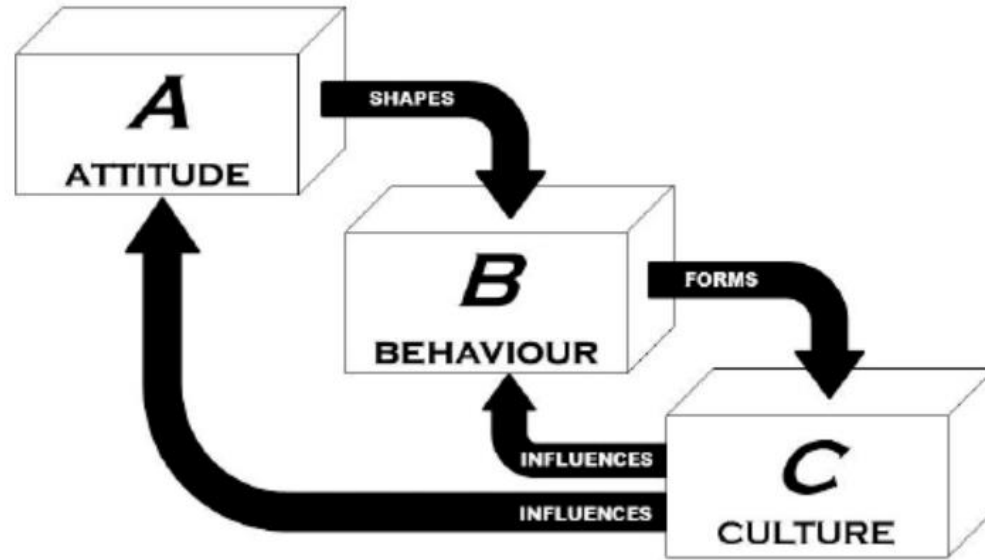 A
ATTITUDE
SHAPES
B
BEHAVIOUR
FORMS
C
CULTURE
INFLUENCES
INFLUENCES